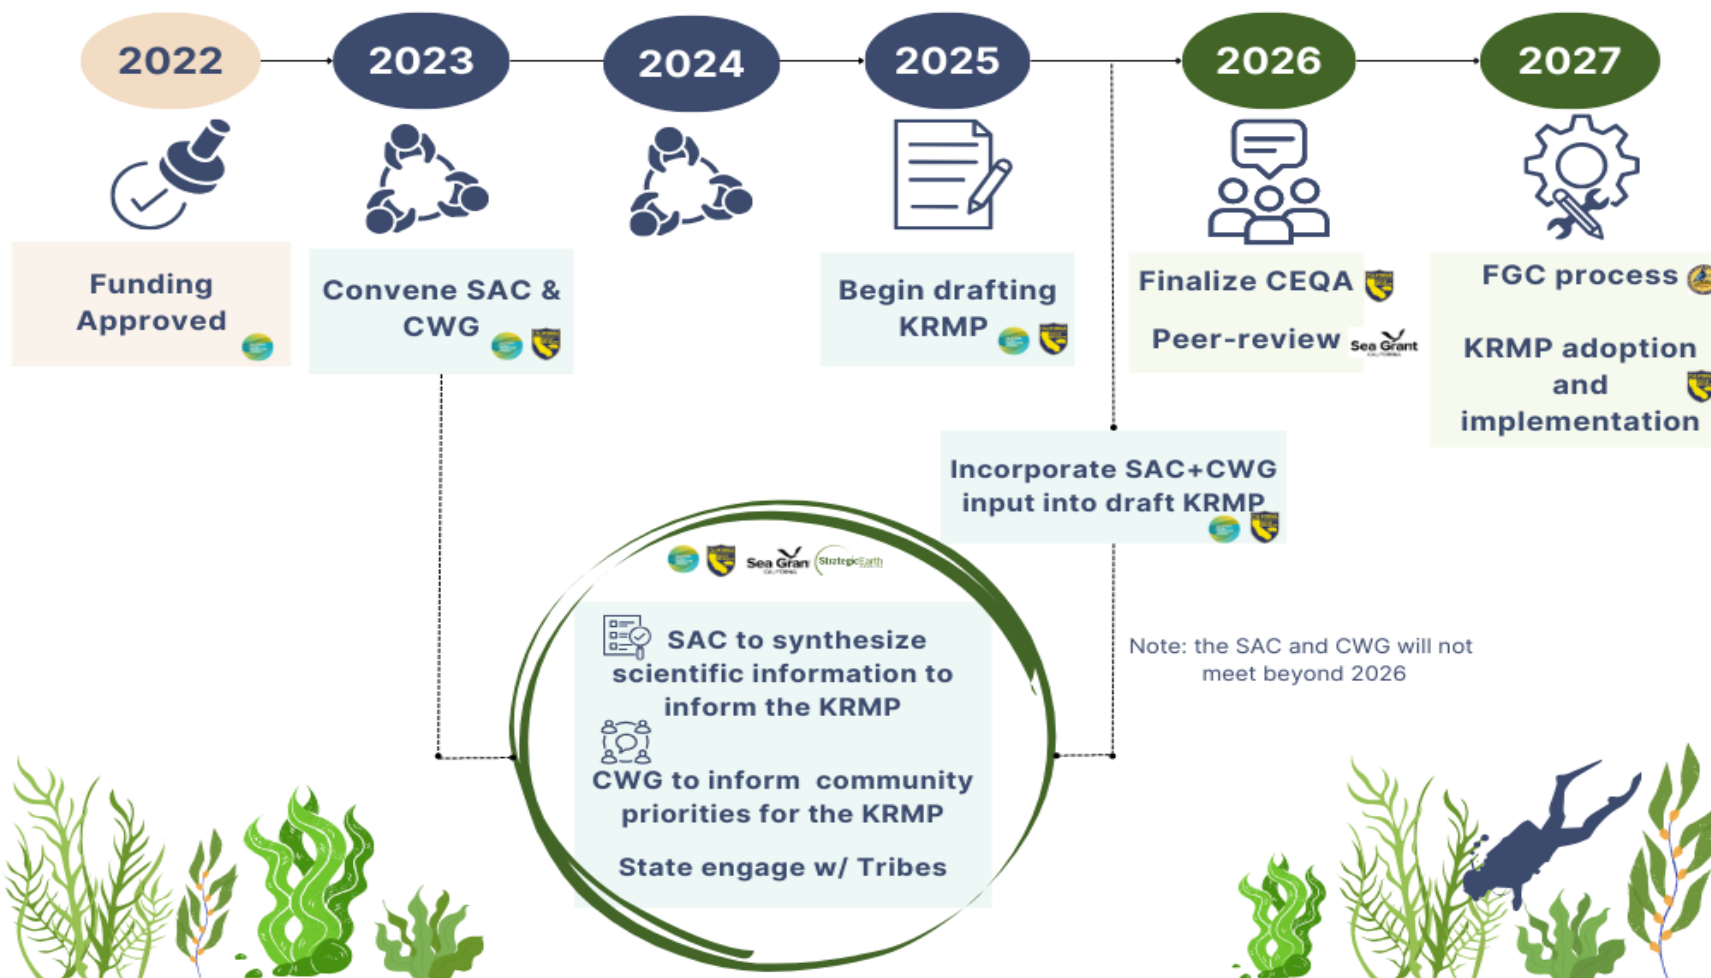 2022
2023
2024
2025
2026
2027
Funding
Approved
Convene SAC &
CWG
Begin drafting
KRMP
Finalize CEQA
Peer-review
Sea Grant
CALIFORNIA
FGC process
KRMP adoption
and
implementation
Incorporate SAC+CWG
input into draft KRMP
Sea Gran
CALIFORNIA
StrategicEarth
SAC to synthesize
scientific information to
inform the KRMP
CWG to inform community
priorities for the KRMP
State engage w/ Tribes
Note: the SAC and CWG will not
meet beyond 2026